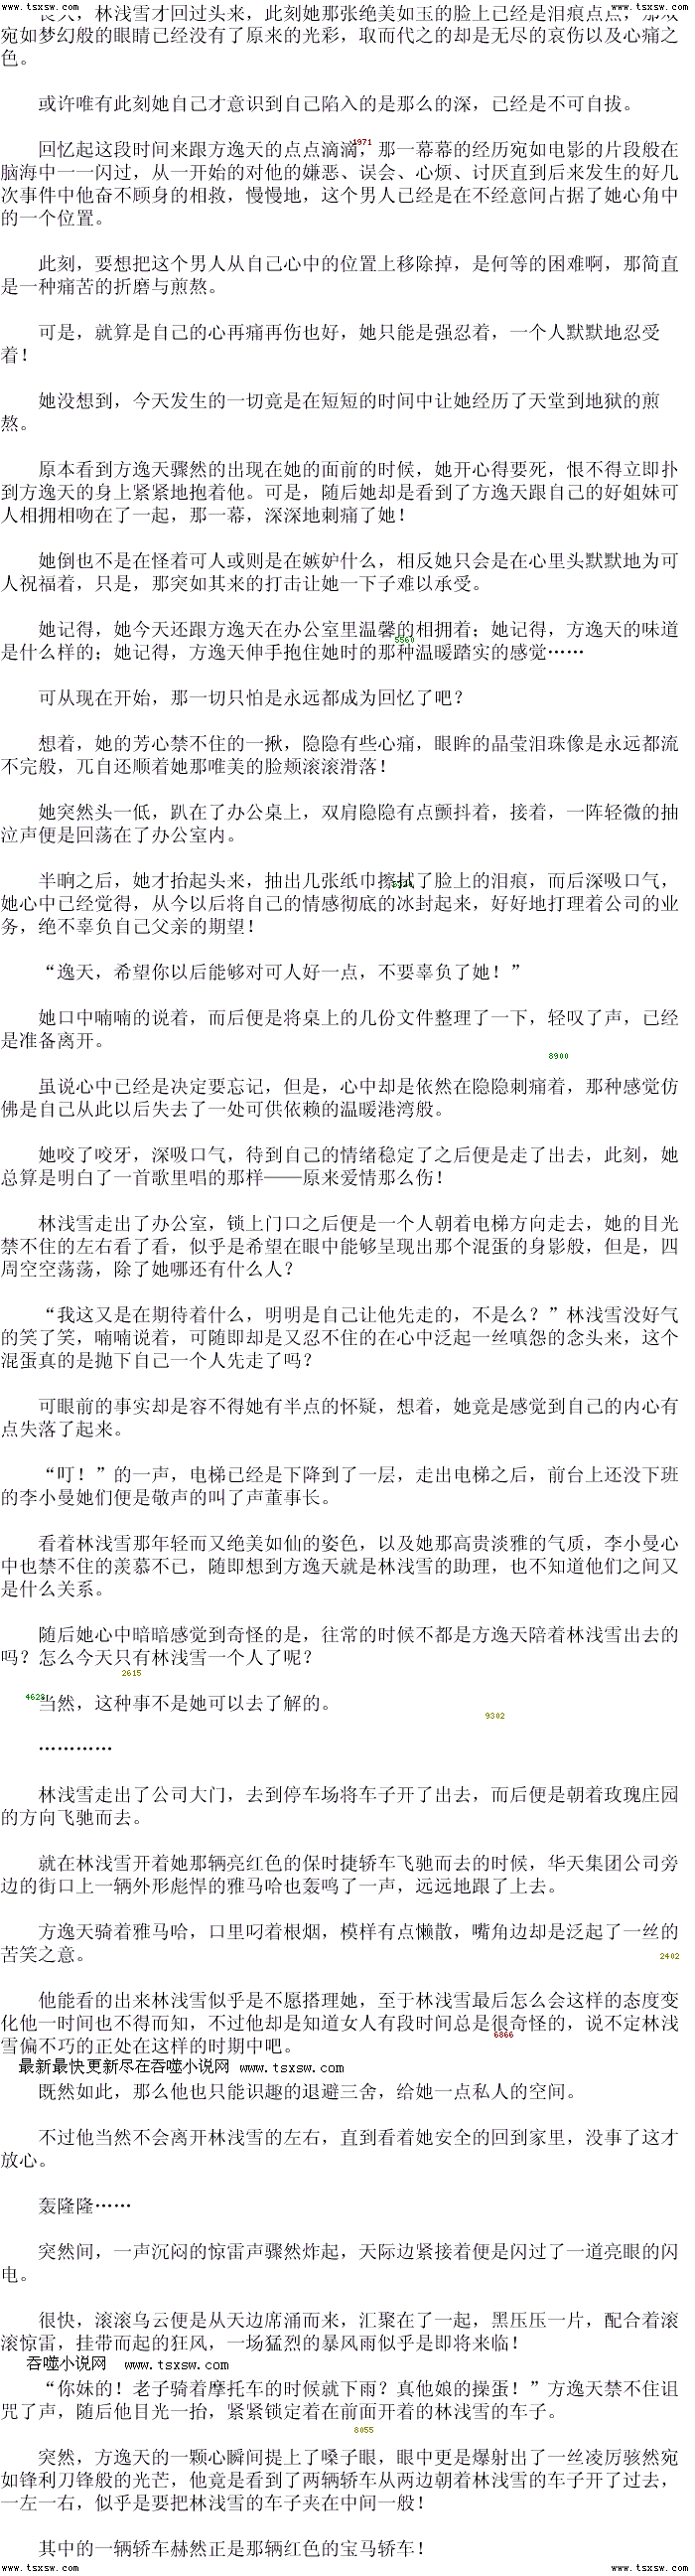 www.tsxsw.com www.tsxsw.com
良久，林浅雪才回过头来，此刻她那张绝美如玉的脸上已经是泪痕点点，那双
宛如梦幻般的眼睛已经没有了原来的光彩，取而代之的却是无尽的哀伤以及心痛之
色。
或许唯有此刻她自己才意识到自己陷入的是那么的深，已经是不可自拔。
1971
回忆起这段时间来跟方逸天的点点滴滴，那一幕幕的经历宛如电影的片段般在
脑海中一一闪过，从一开始的对他的嫌恶、误会、心烦、讨厌直到后来发生的好几
次事件中他奋不顾身的相救，慢慢地，这个男人已经是在不经意间占据了她心角中
的一个位置。
此刻，要想把这个男人从自己心中的位置上移除掉，是何等的困难啊，那简直
是一种痛苦的折磨与煎熬。
可是，就算是自己的心再痛再伤也好，她只能是强忍着，一个人默默地忍受
着！
她没想到，今天发生的一切竟是在短短的时间中让她经历了天堂到地狱的煎
熬。
原本看到方逸天骤然的出现在她的面前的时候，她开心得要死，恨不得立即扑
到方逸天的身上紧紧地抱着他。可是，随后她却是看到了方逸天跟自己的好姐妹可
人相拥相吻在了一起，那一幕，深深地刺痛了她！
她倒也不是在怪着可人或则是在嫉妒什么，相反她只会是在心里头默默地为可
人祝福着，只是，那突如其来的打击让她一下子难以承受。
她记得，她今天还跟方逸天在办公室里温馨的相拥着；她记得，方逸天的味道
5560
是什么样的；她记得，方逸天伸手抱住她时的那种温暖踏实的感觉……
可从现在开始，那一切只怕是永远都成为回忆了吧？
想着，她的芳心禁不住的一揪，隐隐有些心痛，眼眸的晶莹泪珠像是永远都流
不完般，兀自还顺着她那唯美的脸颊滚滚滑落！
她突然头一低，趴在了办公桌上，双肩隐隐有点颤抖着，接着，一阵轻微的抽
泣声便是回荡在了办公室内。
半晌之后，她才抬起头来，抽出几张纸巾擦拭了脸上的泪痕，而后深吸口气，
她心中已经觉得，从今以后将自己的情感彻底的冰封起来，好好地打理着公司的业
务，绝不辜负自己父亲的期望！
“逸天，希望你以后能够对可人好一点，不要辜负了她！”
她口中喃喃的说着，而后便是将桌上的几份文件整理了一下，轻叹了声，已经
是准备离开。
8900
虽说心中已经是决定要忘记，但是，心中却是依然在隐隐刺痛着，那种感觉仿
佛是自己从此以后失去了一处可供依赖的温暖港湾般。
她咬了咬牙，深吸口气，待到自己的情绪稳定了之后便是走了出去，此刻，她
总算是明白了一首歌里唱的那样——原来爱情那么伤！
林浅雪走出了办公室，锁上门口之后便是一个人朝着电梯方向走去，她的目光
禁不住的左右看了看，似乎是希望在眼中能够呈现出那个混蛋的身影般，但是，四
周空空荡荡，除了她哪还有什么人？
“我这又是在期待着什么，明明是自己让他先走的，不是么？”林浅雪没好气
的笑了笑，喃喃说着，可随即却是又忍不住的在心中泛起一丝嗔怨的念头来，这个
混蛋真的是抛下自己一个人先走了吗？
可眼前的事实却是容不得她有半点的怀疑，想着，她竟是感觉到自己的内心有
点失落了起来。
“叮！”的一声，电梯已经是下降到了一层，走出电梯之后，前台上还没下班
的李小曼她们便是敬声的叫了声董事长。
看着林浅雪那年轻而又绝美如仙的姿色，以及她那高贵淡雅的气质，李小曼心
中也禁不住的羡慕不已，随即想到方逸天就是林浅雪的助理，也不知道他们之间又
是什么关系。
随后她心中暗暗感觉到奇怪的是，往常的时候不都是方逸天陪着林浅雪出去的
吗？怎么今天只有林浅雪一个人了呢？
2615
当然，这种事不是她可以去了解的。
9302
…………
林浅雪走出了公司大门，去到停车场将车子开了出去，而后便是朝着玫瑰庄园
的方向飞驰而去。
就在林浅雪开着她那辆亮红色的保时捷轿车飞驰而去的时候，华天集团公司旁
边的街口上一辆外形彪悍的雅马哈也轰鸣了一声，远远地跟了上去。
方逸天骑着雅马哈，口里叼着根烟，模样有点懒散，嘴角边却是泛起了一丝的
苦笑之意。
2402
他能看的出来林浅雪似乎是不愿搭理她，至于林浅雪最后怎么会这样的态度变
化他一时间也不得而知，不过他却是知道女人有段时间总是很奇怪的，说不定林浅
6866
雪偏不巧的正处在这样的时期中吧。
最新最快更新尽在吞噬小说网 www.tsxsw.com
既然如此，那么他也只能识趣的退避三舍，给她一点私人的空间。
不过他当然不会离开林浅雪的左右，直到看着她安全的回到家里，没事了这才
放心。
轰隆隆……
突然间，一声沉闷的惊雷声骤然炸起，天际边紧接着便是闪过了一道亮眼的闪
电。
很快，滚滚乌云便是从天边席涌而来，汇聚在了一起，黑压压一片，配合着滚
滚惊雷，挂带而起的狂风，一场猛烈的暴风雨似乎是即将来临！
吞噬小说网 www.tsxsw.com
“你妹的！老子骑着摩托车的时候就下雨？真他娘的操蛋！”方逸天禁不住诅
咒了声，随后他目光一抬，紧紧锁定着在前面开着的林浅雪的车子。
8055
突然，方逸天的一颗心瞬间提上了嗓子眼，眼中更是爆射出了一丝凌厉骇然宛
如锋利刀锋般的光芒，他竟是看到了两辆轿车从两边朝着林浅雪的车子开了过去，
一左一右，似乎是要把林浅雪的车子夹在中间一般！
其中的一辆轿车赫然正是那辆红色的宝马轿车！
www.tsxsw.com www.tsxsw.com